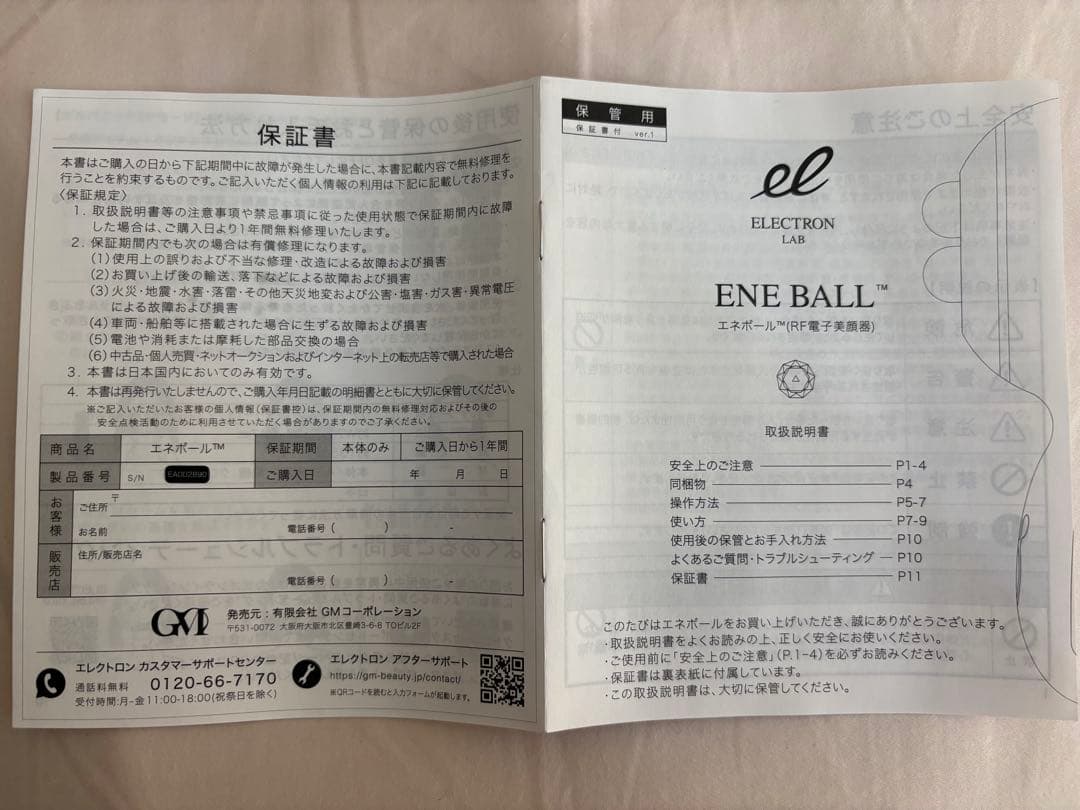 保証書
本書はご購入の日から下記期間中に故障が発生した場合に、本書記載内容で無料修理を
行うことを約束するものです。ご記入いただく個人情報の利用は下記に記載しております。
〈保証規定〉
1. 取扱説明書等の注意事項や禁忌事項に従った使用状態で保証期間内に故障
した場合は、ご購入日より1年間無料修理いたします。
2. 保証期間内でも次の場合は有償修理になります。
(1)使用上の誤りおよび不当な修理・改造による故障および損害
(2)お買い上げ後の輸送、落下などによる故障および損害
(3)火災・地震・水害・落雷・その他天災地変および公害・塩害・ガス害・異常電圧
による故障および損害
(4)車両・船舶等に搭載された場合に生ずる故障および損害
(5)電池や消耗または摩耗した部品交換の場合
(6)中古品・個人売買・ネットオークションおよびインターネット上の転売店等で購入された場合
3. 本書は日本国内においてのみ有効です。
4. 本書は再発行いたしませんので、ご購入年月日記載の明細書とともに大切に保管してください。
※ご記入いただいたお客様の個人情報(保証書控)は、保証期間内の無料修理対応およびその後の
安全点検活動のために利用させていただく場合がありますのでご了承ください。
商品名 エネボール™ 保証期間 本体のみ ご購入日から1年間
製品番号 S/N EA002890 ご購入日 年 月 日
お客様 ご住所 〒
お名前 電話番号 ( ) -
販売店 住所/販売店名
電話番号 ( ) -
GM 発売元:有限会社 GMコーポレーション
〒531-0072 大阪府大阪市北区豊崎3-6-8 TOビル2F
エレクトロン カスタマーサポートセンター
通話料無料 0120-66-7170
受付時間:月-金 11:00-18:00(祝祭日を除く)
エレクトロン アフターサポート
https://gm-beauty.jp/contact/
※QRコードを読むと入力フォームが起動します。
保管用
保証書付 ver.1
el
ELECTRON
LAB
ENE BALL™
エネボール™(RF電子美顔器)
取扱説明書
安全上のご注意 P1-4
同梱物 P4
操作方法 P5-7
使い方 P7-9
使用後の保管とお手入れ方法 P10
よくあるご質問・トラブルシューティング P10
保証書 P11
このたびはエネボールをお買い上げいただき、誠にありがとうございます。
・取扱説明書をよくお読みの上、正しく安全にお使いください。
・ご使用前に「安全上のご注意」(P.1-4)を必ずお読みください。
・保証書は裏表紙に付属しています。
・この取扱説明書は、大切に保管してください。